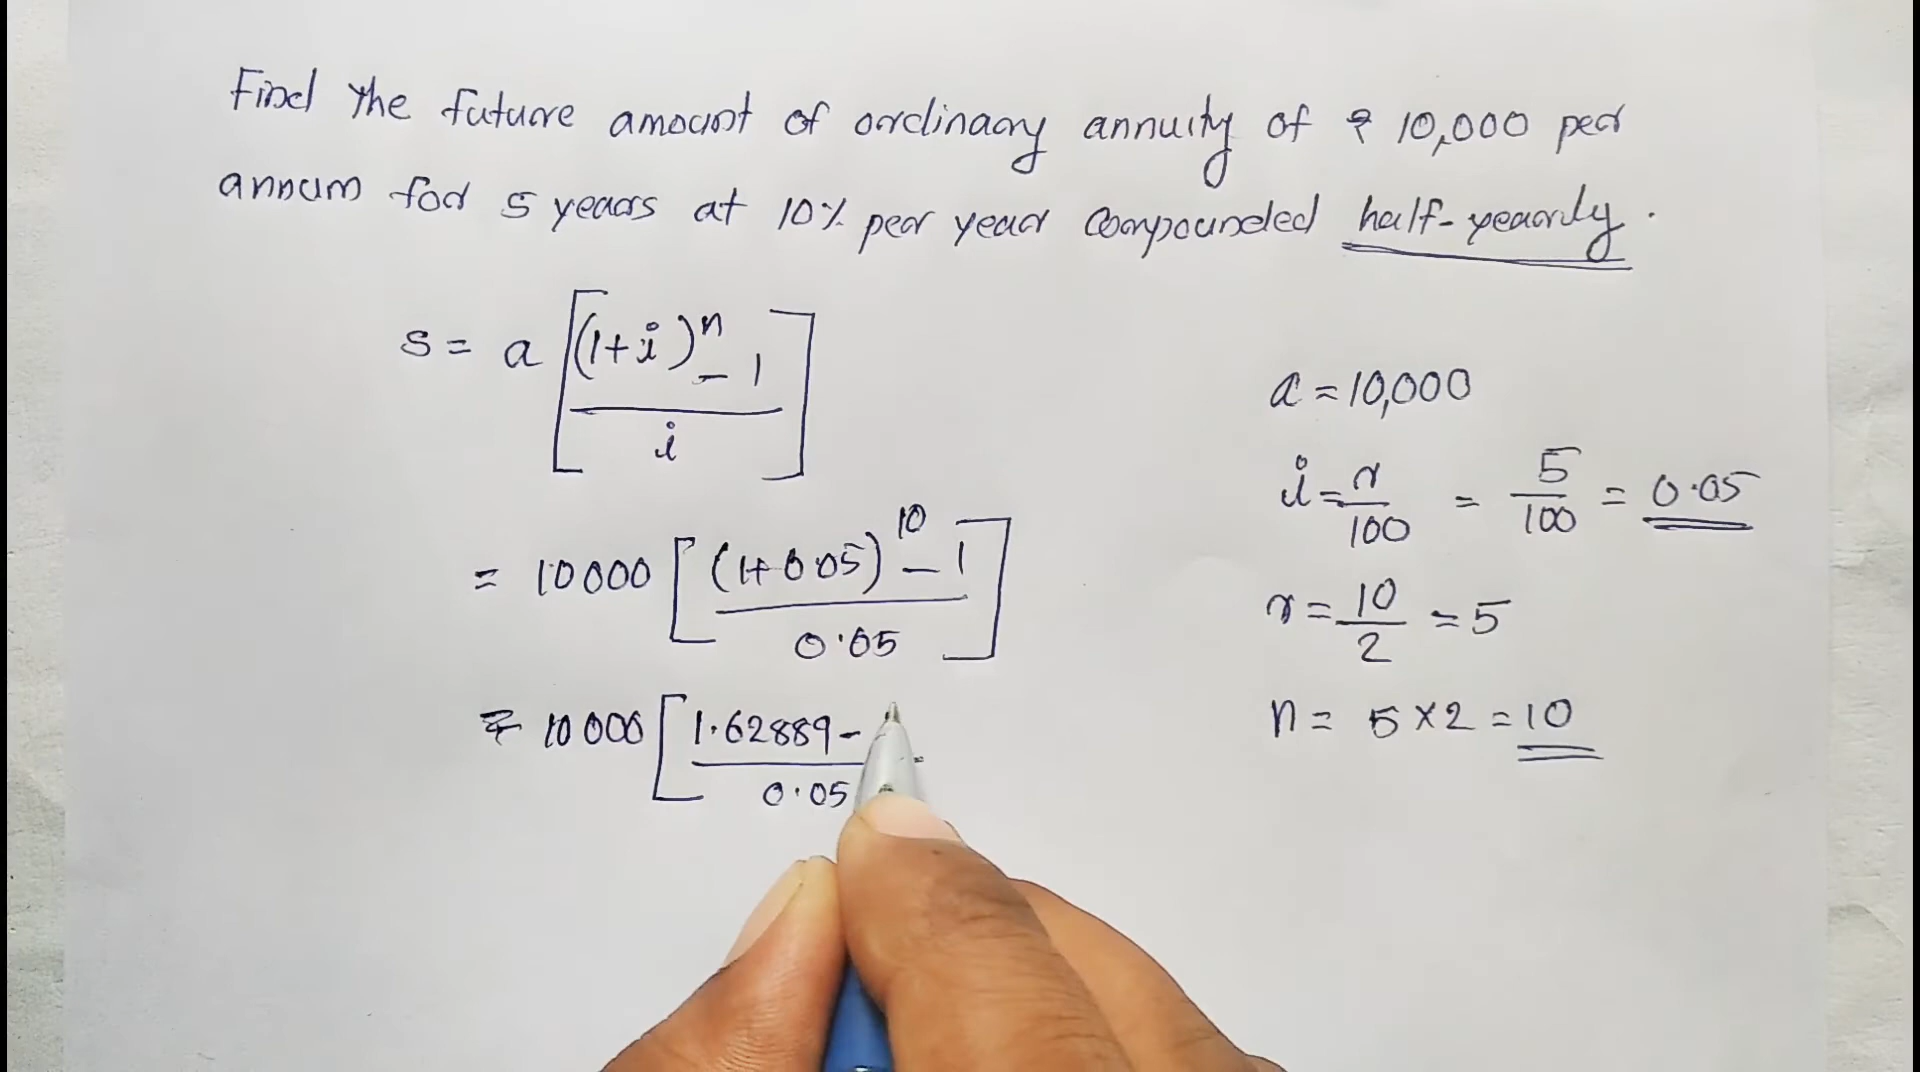 Find the future amount of ordinary annuity of ₹ 10,000 per
annum for 5 years at 10% per year compounded half-yearly.
S = a [(1+i)^n - 1 / i]
a = 10,000
i = r/100 = 5/100 = 0.05
= 10000 [(1+0.05)^10 - 1 / 0.05]
r = 10/2 = 5
= 10000 [1.62889 - / 0.05
n = 5 × 2 = 10